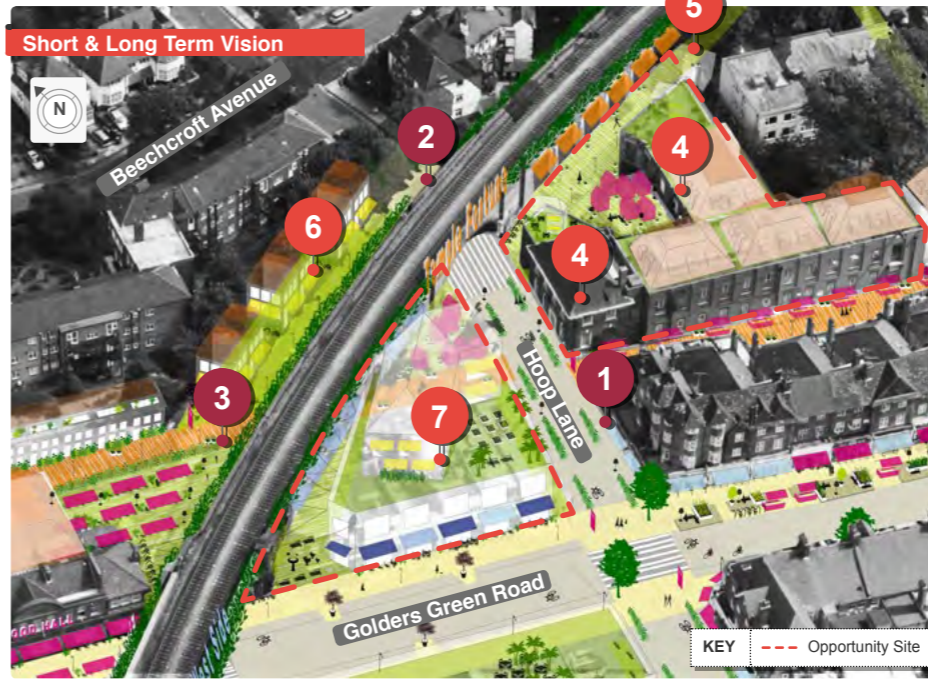 5
Short & Long Term Vision
N
Beechcroft Avenue
2
4
6
4
Hoop Lane
1
3
7
Golders Green Road
KEY
Opportunity Site